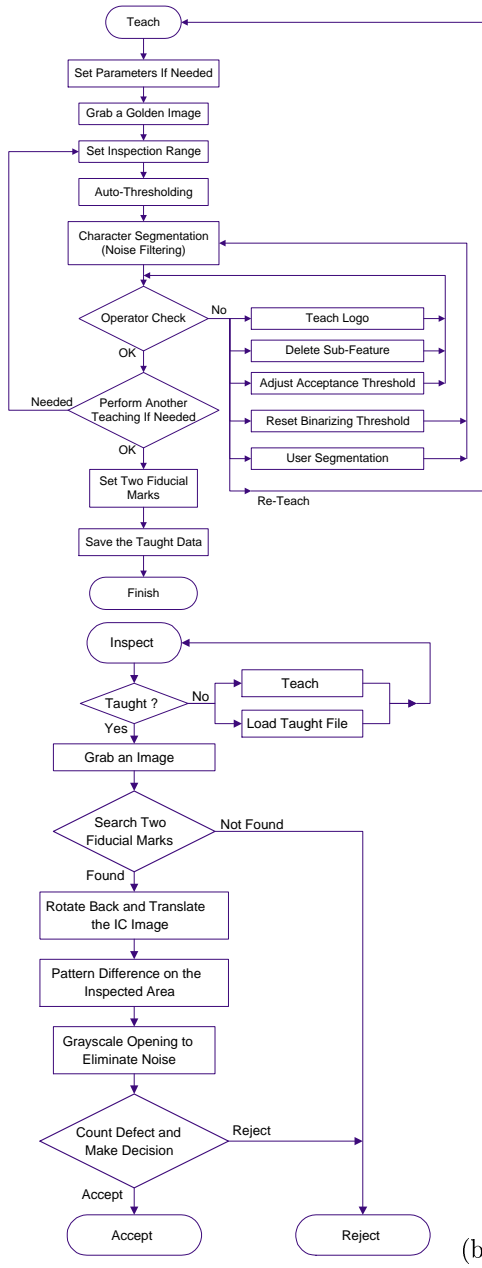 Teach
Set Parameters If Needed
Grab a Golden Image
Set Inspection Range
Auto-Thresholding
Character Segmentation
(Noise Filtering)
Operator Check
No
Teach Logo
Delete Sub-Feature
Adjust Acceptance Threshold
Reset Binarizing Threshold
User Segmentation
Re-Teach
OK
Needed
Perform Another
Teaching If Needed
OK
Set Two Fiducial
Marks
Save the Taught Data
Finish
Inspect
Taught ?
No
Teach
Load Taught File
Yes
Grab an Image
Search Two
Fiducial Marks
Not Found
Found
Rotate Back and Translate
the IC Image
Pattern Difference on the
Inspected Area
Grayscale Opening to
Eliminate Noise
Count Defect and
Make Decision
Reject
Accept
Accept
Reject
(b